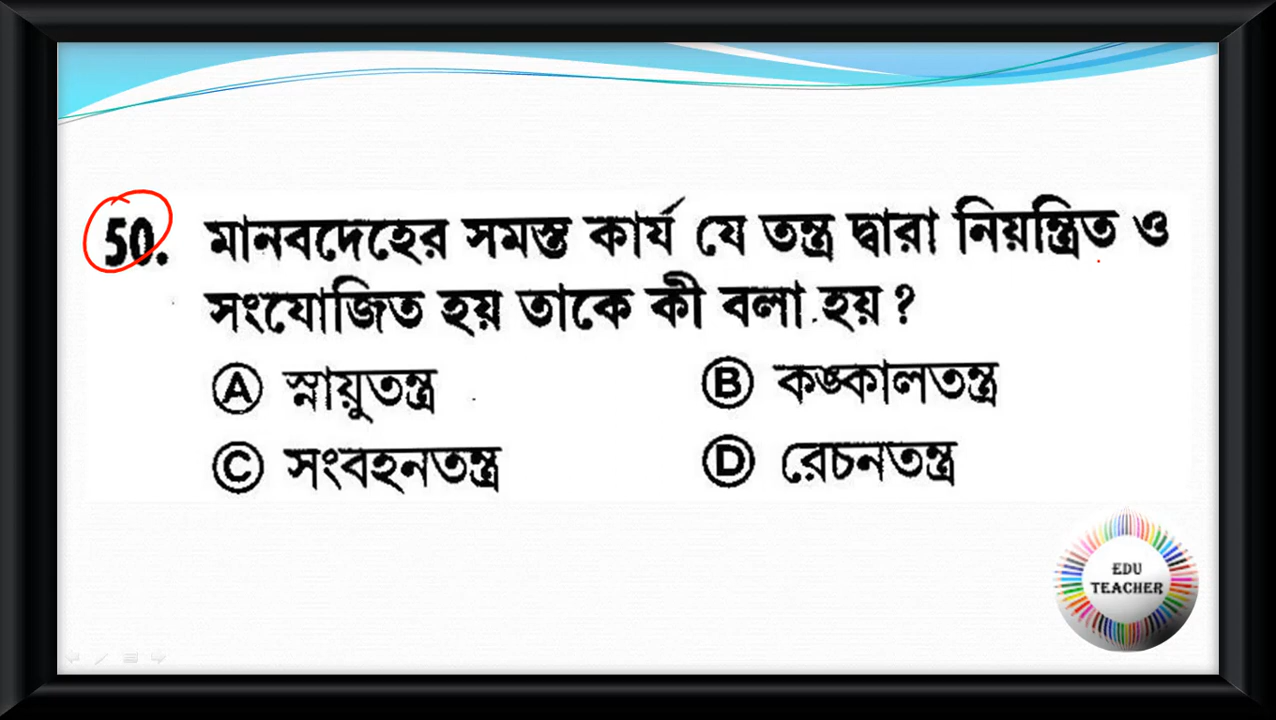 50. মানবদেহের সমস্ত কার্য যে তন্ত্র দ্বারা নিয়ন্ত্রিত ও
সংযোজিত হয় তাকে কী বলা হয় ?
Ⓐ স্নায়ুতন্ত্র Ⓑ কঙ্কালতন্ত্র
Ⓒ সংবহনতন্ত্র Ⓓ রেচনতন্ত্র
EDU
TEACHER